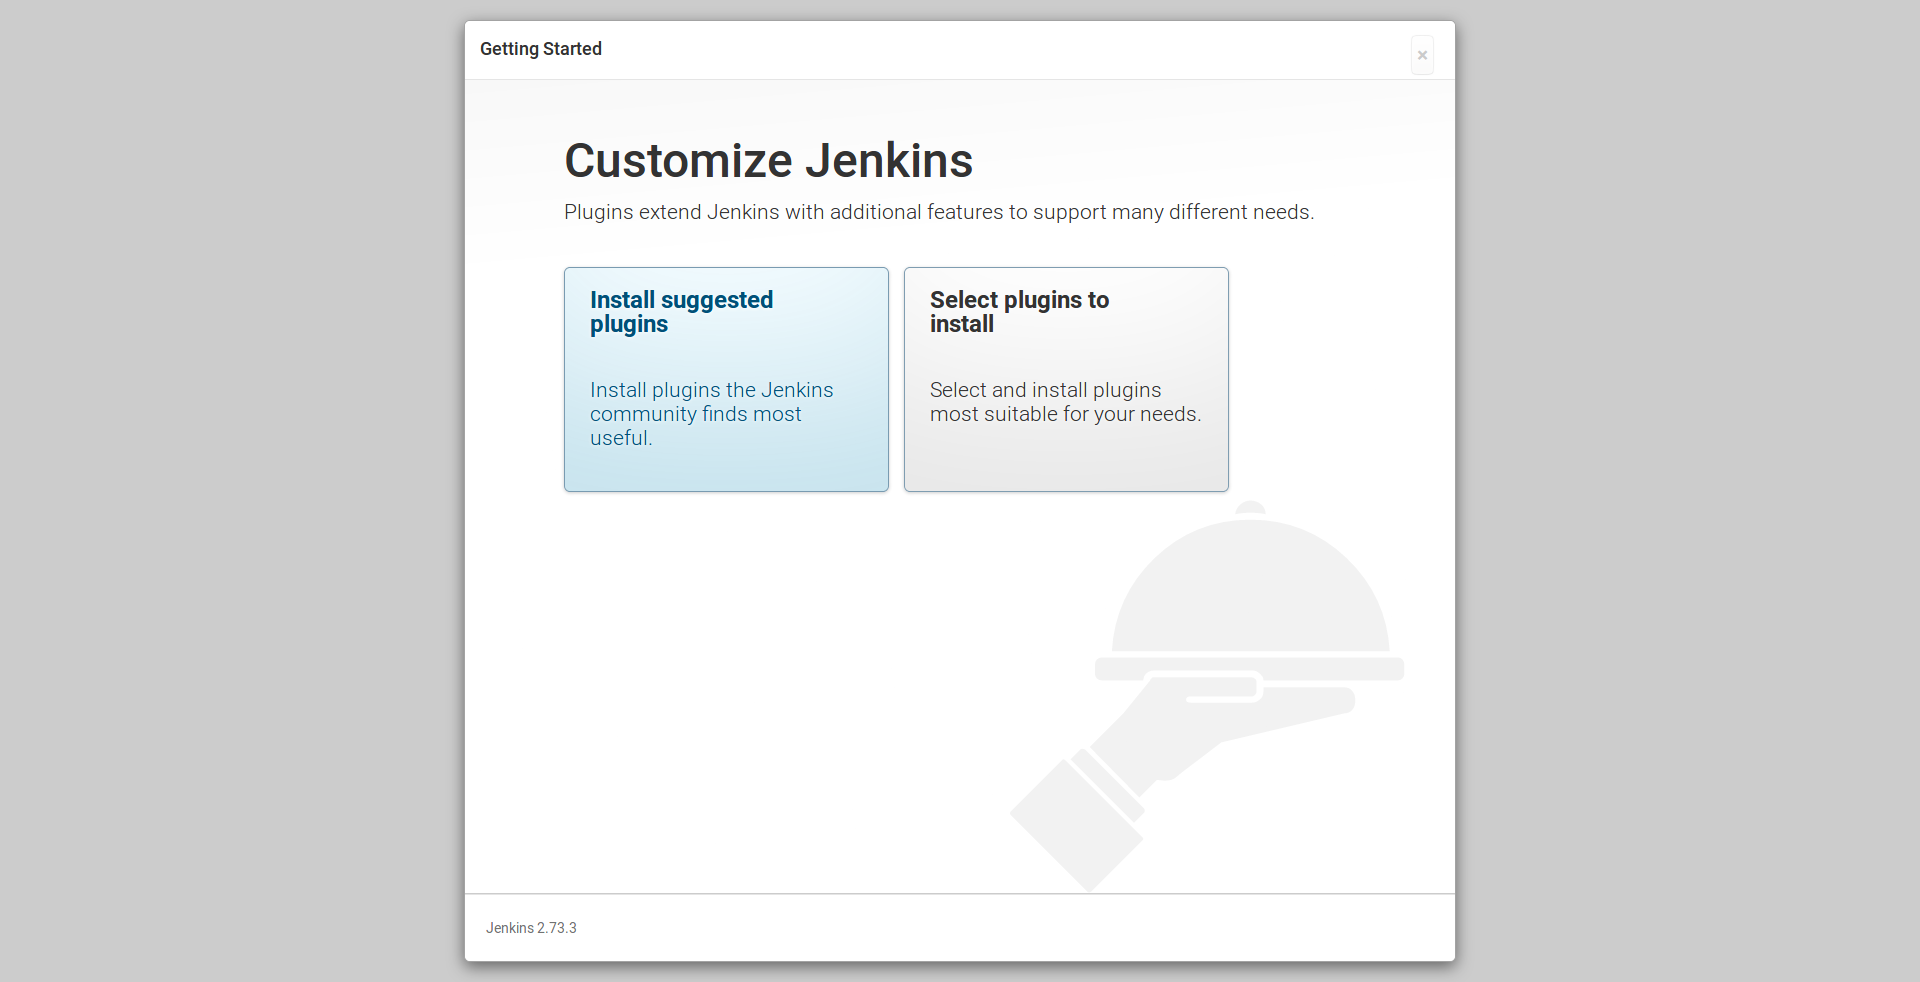 Getting Started
×
Customize Jenkins
Plugins extend Jenkins with additional features to support many different needs.
Install suggested
plugins
Install plugins the Jenkins
community finds most
useful.
Select plugins to
install
Select and install plugins
most suitable for your needs.
Jenkins 2.73.3